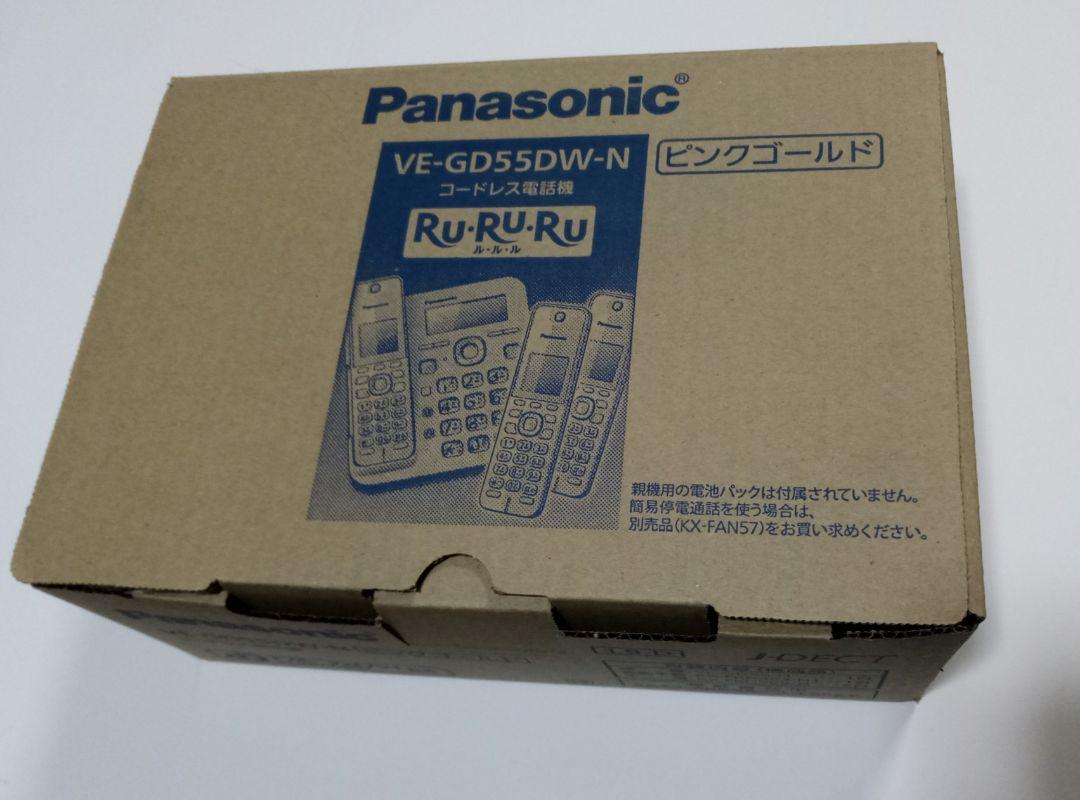 Panasonic®
VE-GD55DW-N
ピンクゴールド
コードレス電話機
RU・RU・RU
ル・ル・ル
親機用の電池パックは付属されていません。
簡易停電通話を使う場合は、
別売品(KX-FAN57)をお買い求めください。
Panasonic
J-DECT